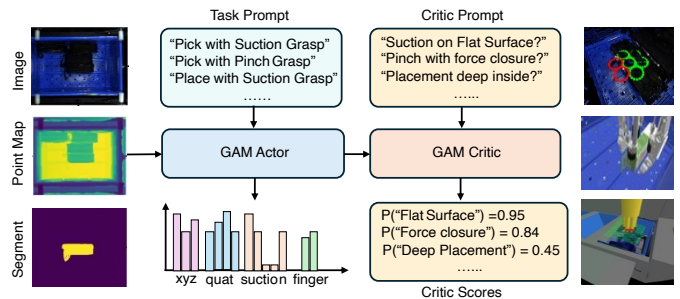 Task Prompt
Critic Prompt
Image
"Pick with Suction Grasp"
"Pick with Pinch Grasp"
"Place with Suction Grasp"
......
"Suction on Flat Surface?"
"Pinch with force closure?"
"Placement deep inside?"
......
Point Map
GAM Actor
GAM Critic
Segment
P("Flat Surface") =0.95
P("Force closure") = 0.84
P("Deep Placement") = 0.45
......
xyz quat suction finger
Critic Scores